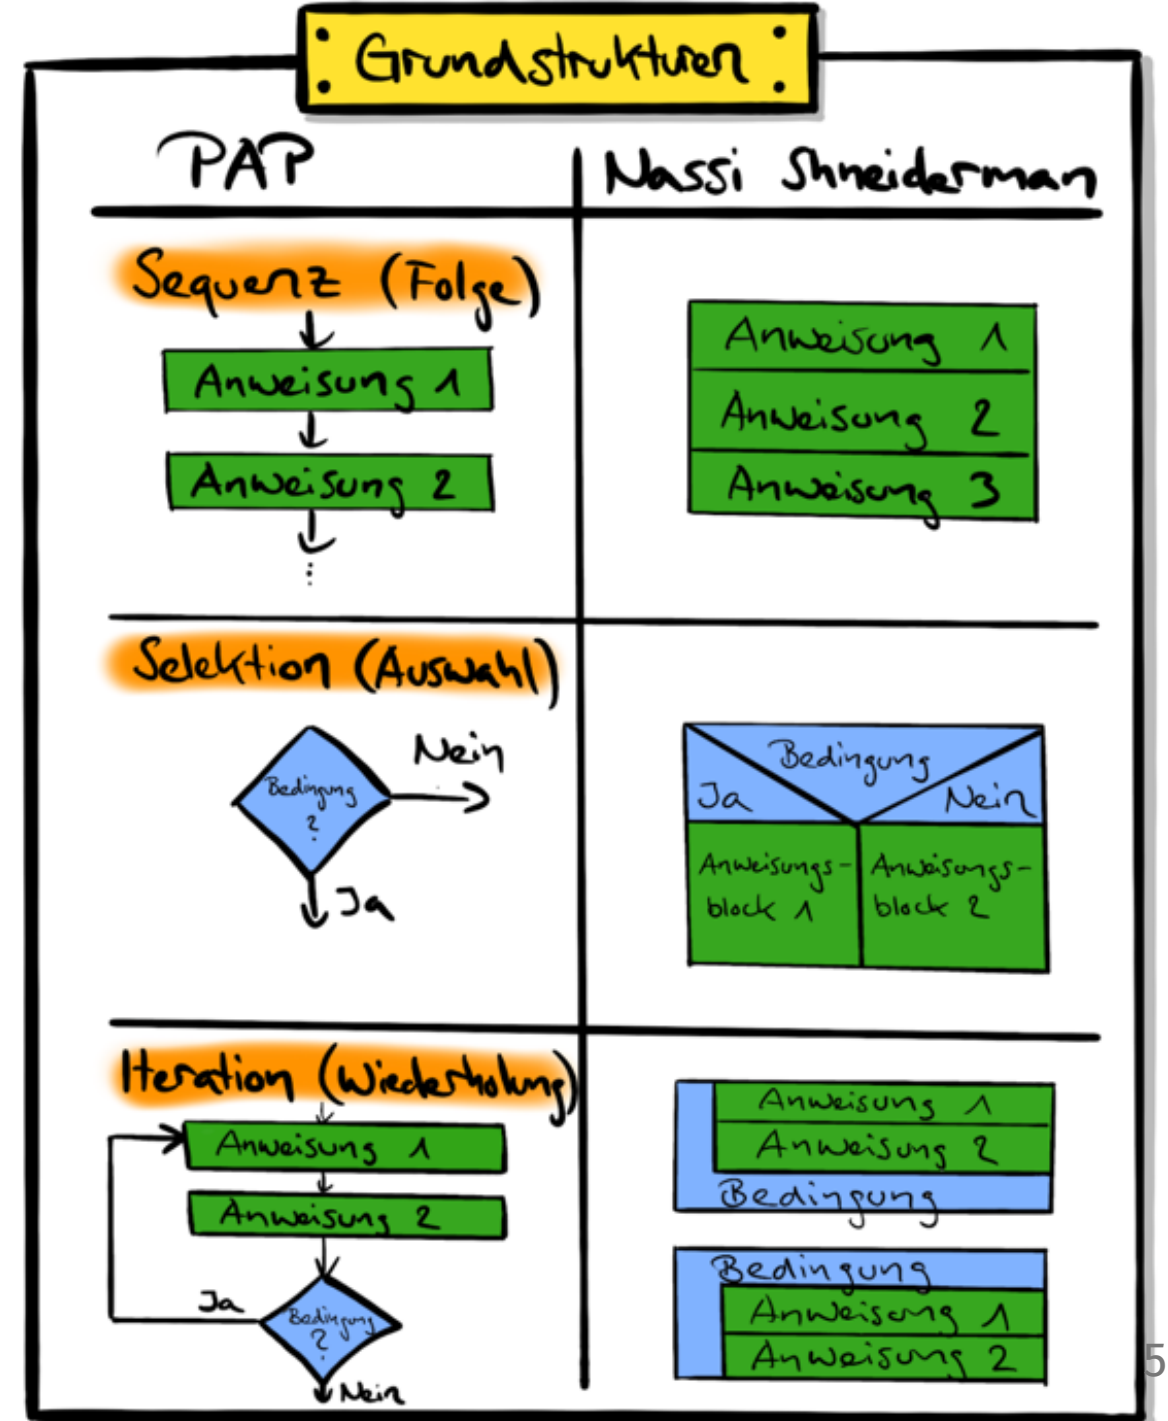 Grundstrukturen
PAP
Nassi Shneiderman
Sequenz (Folge)
Anweisung 1
Anweisung 2
...
Anweisung 1
Anweisung 2
Anweisung 3
Selektion (Auswahl)
Bedingung
?
Nein
Ja
Bedingung
Ja
Nein
Anweisungs-
block 1
Anweisungs-
block 2
Iteration (Wiederholung)
Anweisung 1
Anweisung 2
Ja
Bedingung
?
Nein
Anweisung 1
Anweisung 2
Bedingung
Bedingung
Anweisung 1
Anweisung 2
5